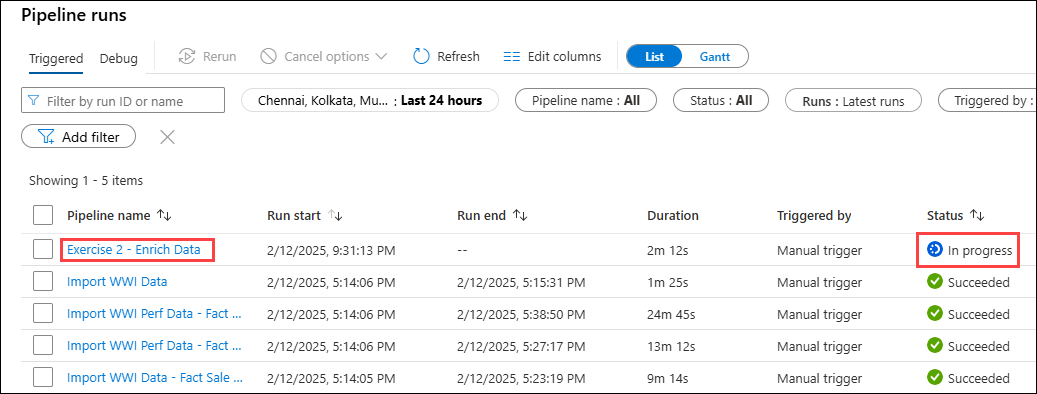 Pipeline runs
Triggered Debug Rerun Cancel options Refresh Edit columns List Gantt
Filter by run ID or name Chennai, Kolkata, Mu... : Last 24 hours Pipeline name : All Status : All Runs : Latest runs Triggered by :
Add filter
Showing 1 - 5 items
Pipeline name Run start Run end Duration Triggered by Status
Exercise 2 - Enrich Data 2/12/2025, 9:31:13 PM -- 2m 12s Manual trigger In progress
Import WWI Data 2/12/2025, 5:14:06 PM 2/12/2025, 5:15:31 PM 1m 25s Manual trigger Succeeded
Import WWI Perf Data - Fact ... 2/12/2025, 5:14:06 PM 2/12/2025, 5:38:50 PM 24m 45s Manual trigger Succeeded
Import WWI Perf Data - Fact ... 2/12/2025, 5:14:06 PM 2/12/2025, 5:27:17 PM 13m 12s Manual trigger Succeeded
Import WWI Data - Fact Sale ... 2/12/2025, 5:14:05 PM 2/12/2025, 5:23:19 PM 9m 14s Manual trigger Succeeded